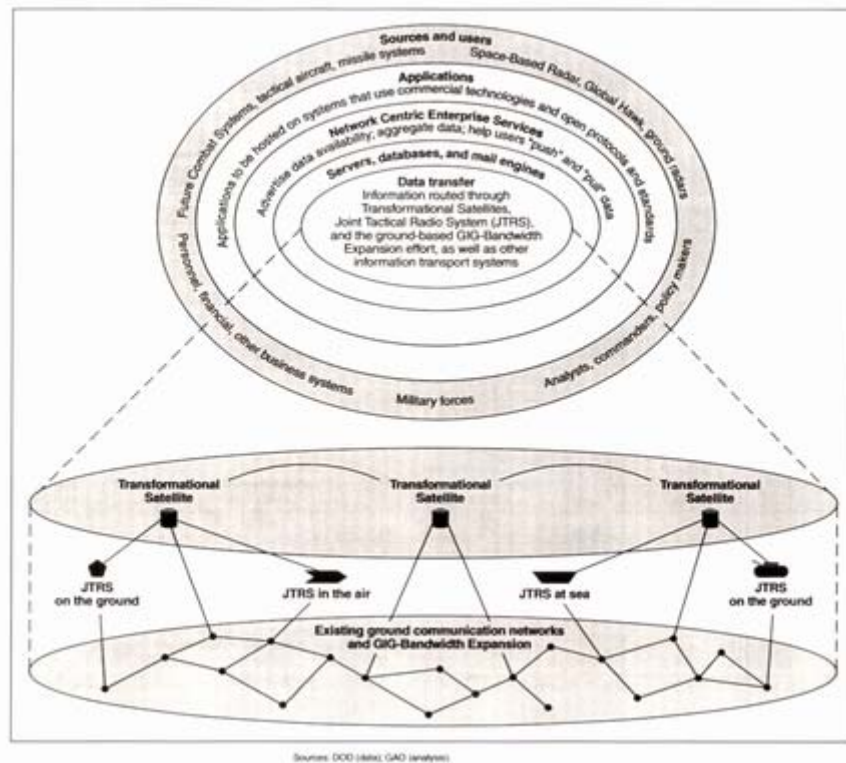 Sources and users
Future Combat Systems, tactical aircraft, missile systems
Space-Based Radar, Global Hawk, ground radars
Applications
Applications to be hosted on systems that use commercial technologies and open protocols and standards
Network Centric Enterprise Services
Advertise data availability; aggregate data; help users "push" and "pull" data
Servers, databases, and mail engines
Data transfer
Information routed through
Transformational Satellites,
Joint Tactical Radio System (JTRS),
and the ground-based GIG-Bandwidth
Expansion effort, as well as other
information transport systems
Personnel, financial, other business systems
Military forces
Analysts, commanders, policy makers
Transformational
Satellite
Transformational
Satellite
Transformational
Satellite
JTRS
on the ground
JTRS in the air
JTRS at sea
JTRS
on the ground
Existing ground communication networks
and GIG-Bandwidth Expansion
Sources: DOD (data); GAO (analysis).